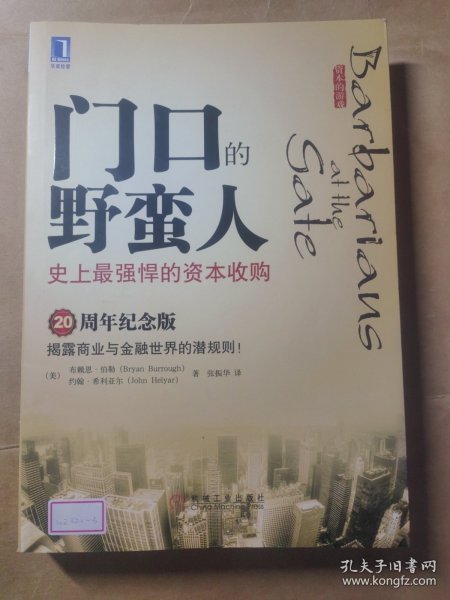 华章经管
门口的
野蛮人
史上最强悍的资本收购
20周年纪念版
揭露商业与金融世界的潜规则！
(美) 布赖恩·伯勒 (Bryan Burrough) 著 张振华 译
约翰·希利亚尔 (John Helyar)
Barbarians
at the
Gate
资本的游戏
机械工业出版社
China Machine Press
孔夫子旧书网
www.kongfz.com